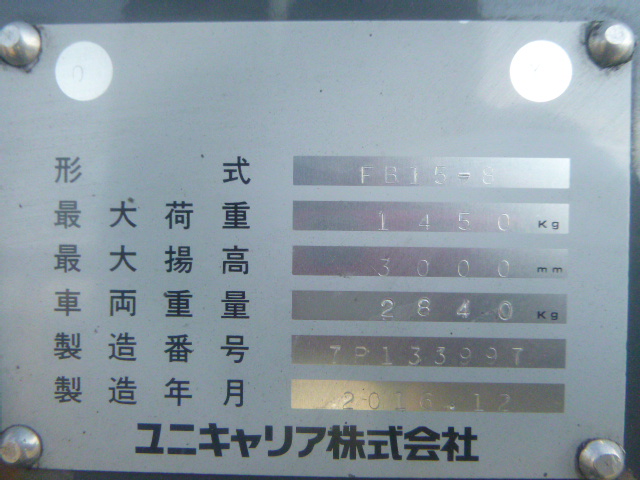 形式 FB15-8
最大荷重 1450 Kg
最大揚高 3000 mm
車両重量 2840 Kg
製造番号 7P133997
製造年月 2016.12
ユニキャリア株式会社